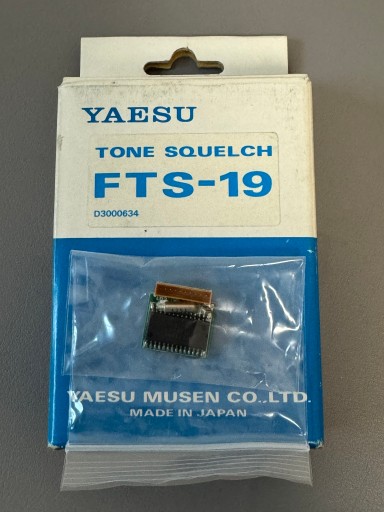 YAESU
TONE SQUELCH
FTS-19
D3000634
YAESU MUSEN CO.,LTD.
MADE IN JAPAN